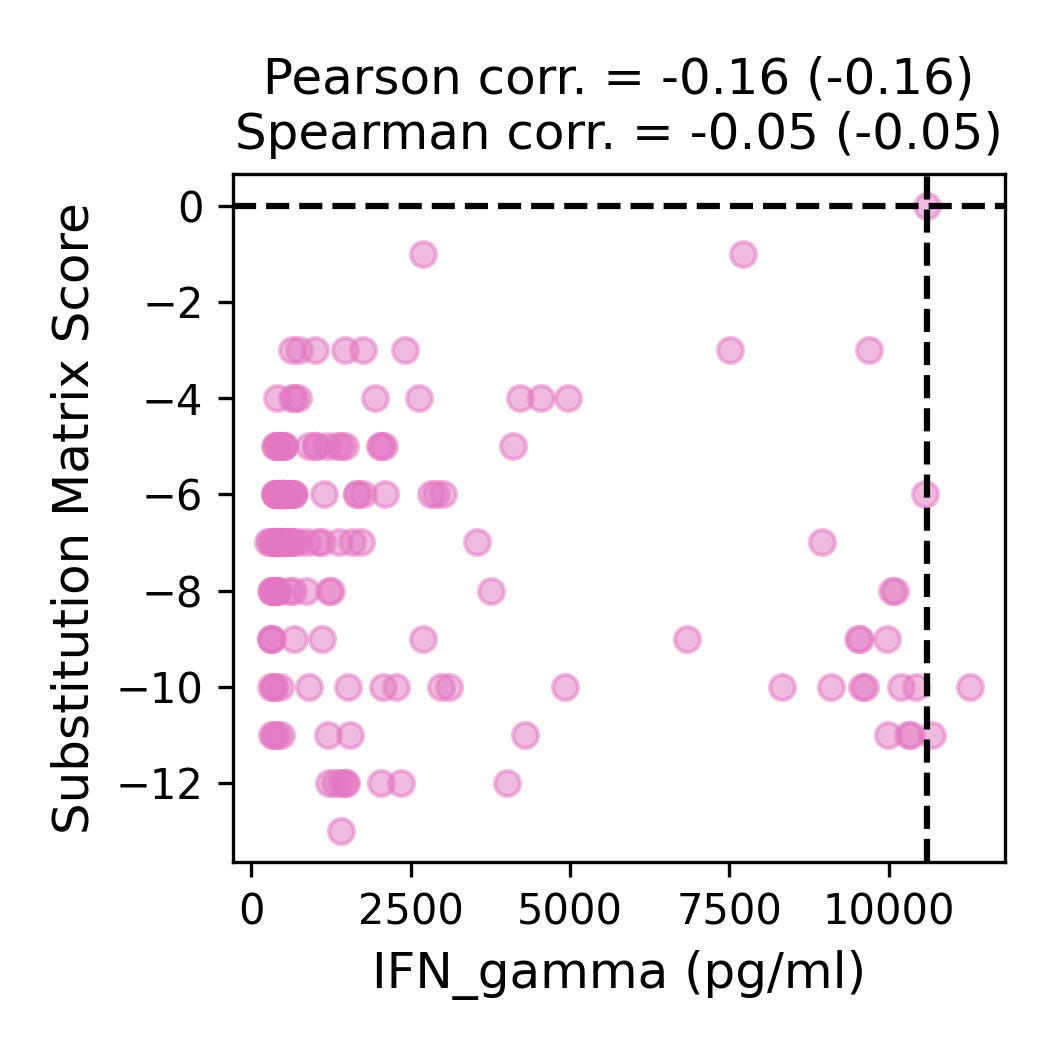 Pearson corr. = -0.16 (-0.16)
Spearman corr. = -0.05 (-0.05)
Substitution Matrix Score
0
−2
−4
−6
−8
−10
−12
0 2500 5000 7500 10000
IFN_gamma (pg/ml)